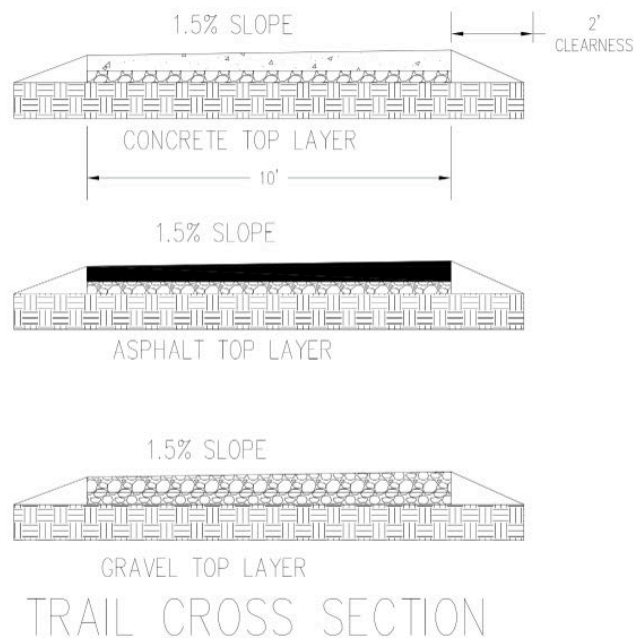 1.5% SLOPE
2'
CLEARNESS
CONCRETE TOP LAYER
10'
1.5% SLOPE
ASPHALT TOP LAYER
1.5% SLOPE
GRAVEL TOP LAYER
TRAIL CROSS SECTION